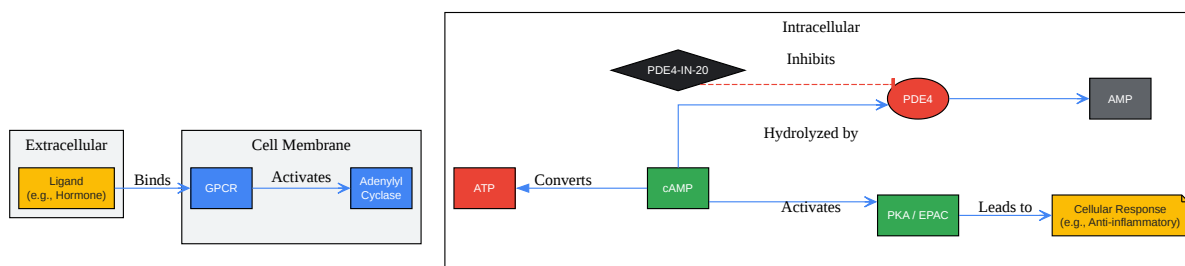 Intracellular
PDE4-IN-20
Inhibits
PDE4
AMP
Hydrolyzed by
Extracellular
Cell Membrane
Ligand
(e.g., Hormone)
Binds
GPCR
Activates
Adenylyl
Cyclase
ATP
Converts
cAMP
Activates
PKA / EPAC
Leads to
Cellular Response
(e.g., Anti-inflammatory)